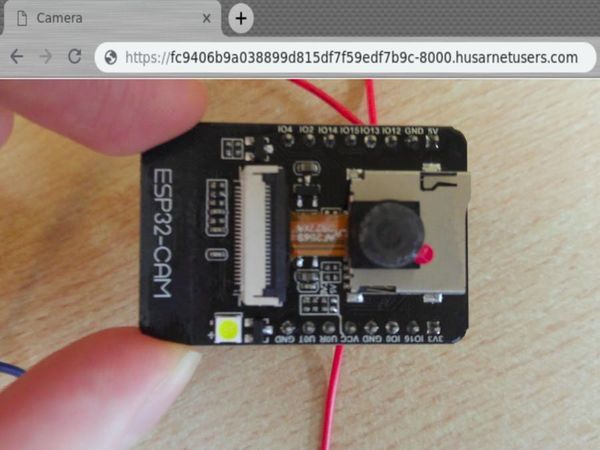 Camera
https://fc9406b9a038899d815df7f59edf7b9c-8000.husarnetusers.com
IO4 IO2 IO14 IO15 IO13 IO12 GND 5V
ESP32-CAM
GND U0T U0R VCC GND IO0 IO16 3V3